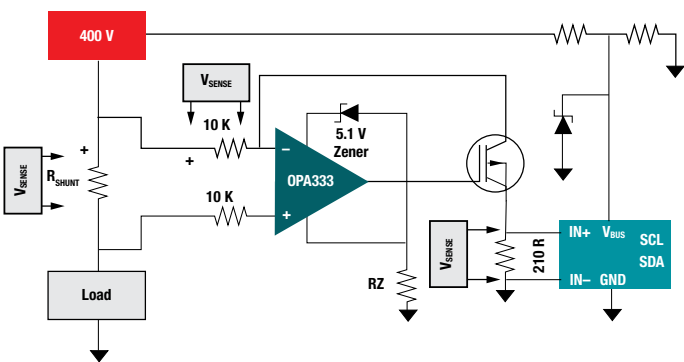 400 V
VSENSE
10 K
+
5.1 V
Zener
−
OPA333
+
VSENSE
RSHUNT
+
10 K
+
IN+ VBUS
SCL
VSENSE
210 R
SDA
IN− GND
Load
RZ